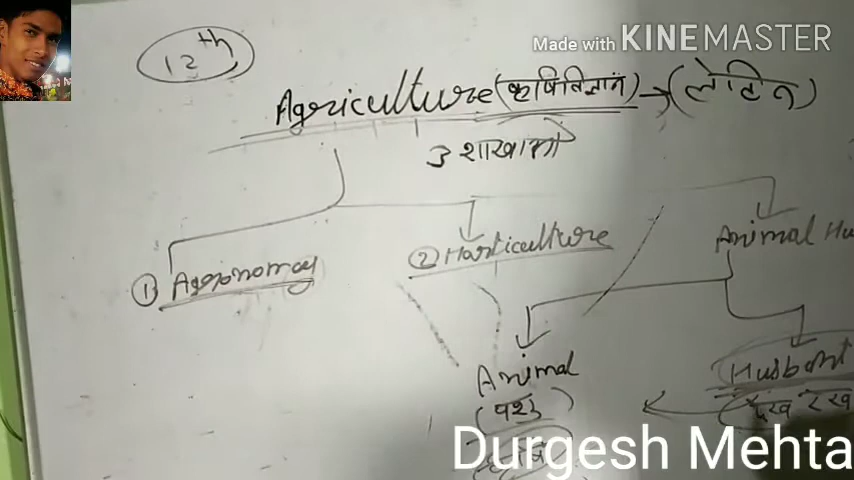 Made with KINEMASTER
12th
Agriculture (कृषि विज्ञान) → (लेटिन)
3 शाखाओं
① Agronomy
② Horticulture
Animal Hu
Animal
Husband
(पशु)
(देख रेख
Durgesh Mehta